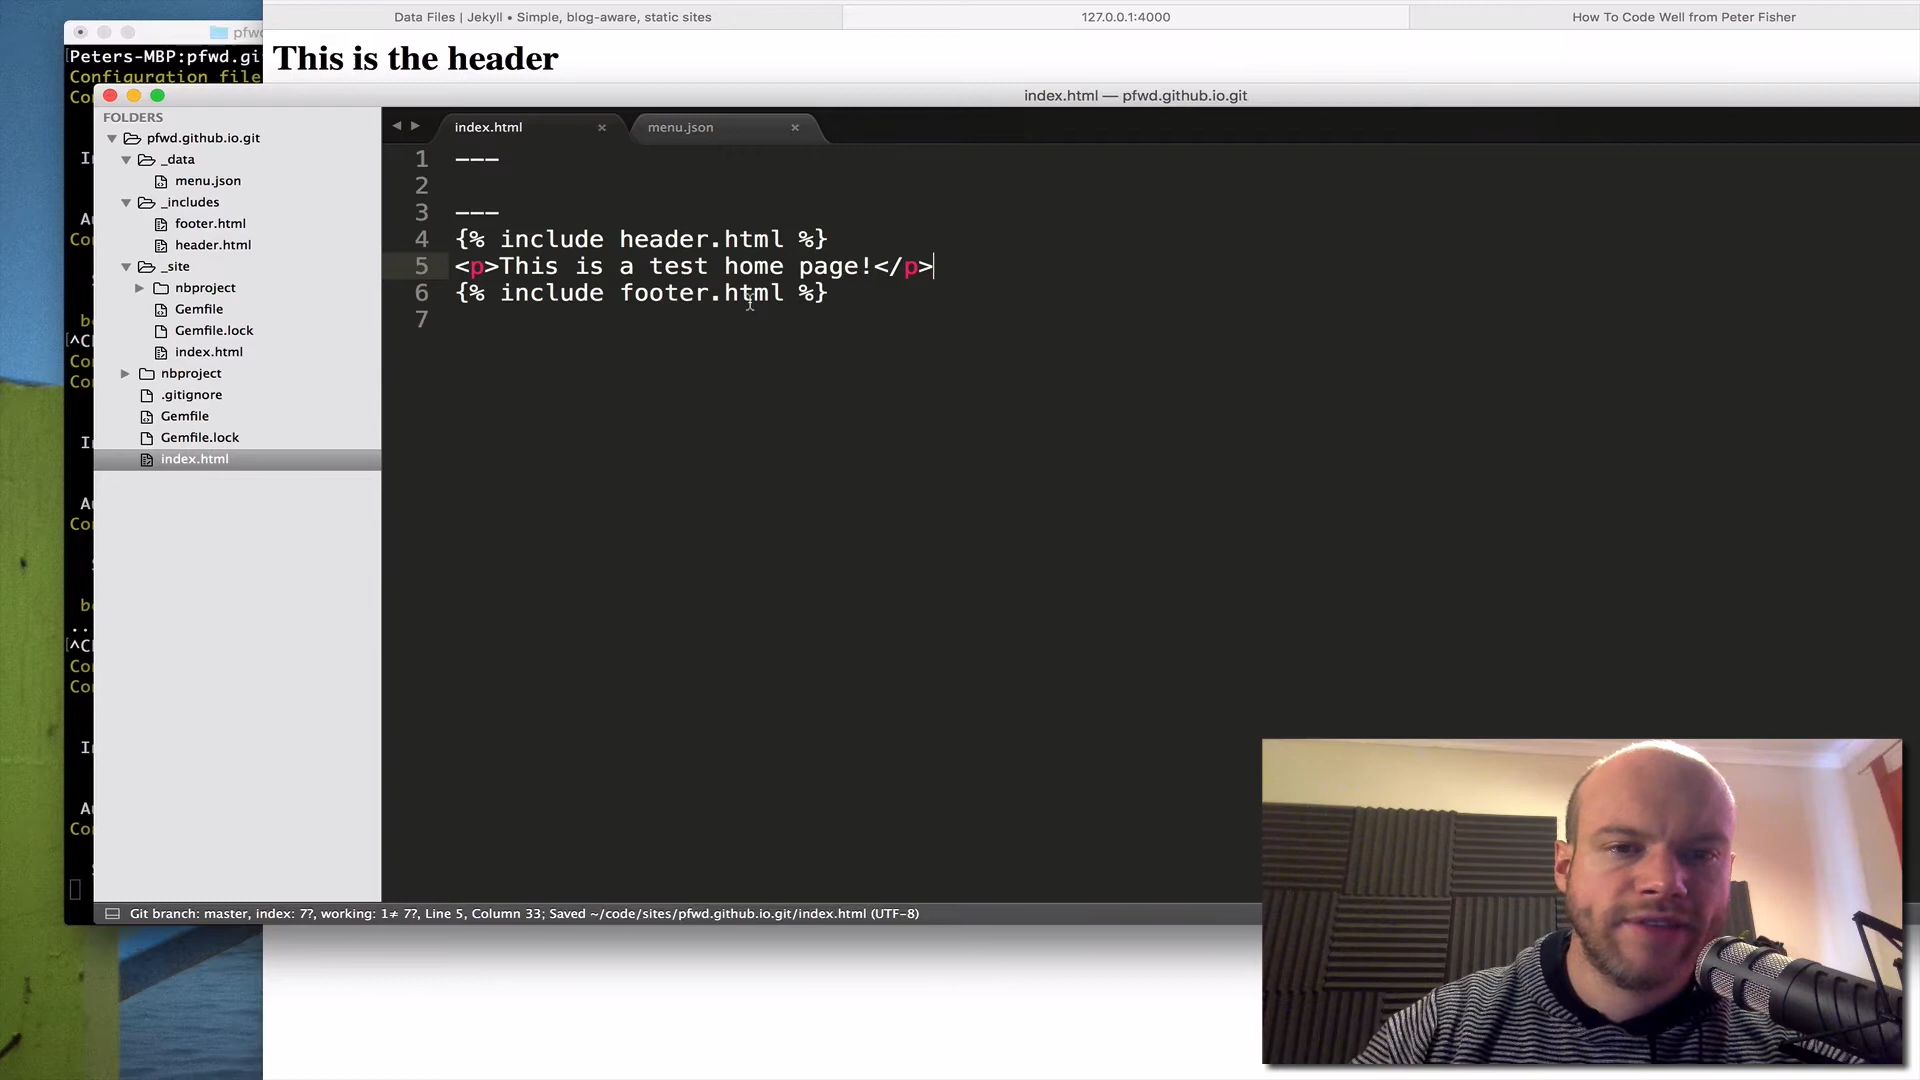 Data Files | Jekyll • Simple, blog-aware, static sites
127.0.0.1:4000
How To Code Well from Peter Fisher
This is the header
pfwd
Peters-MBP:pfwd.gi
Configuration file
index.html — pfwd.github.io.git
FOLDERS
pfwd.github.io.git
_data
menu.json
_includes
footer.html
header.html
_site
nbproject
Gemfile
Gemfile.lock
index.html
nbproject
.gitignore
Gemfile
Gemfile.lock
index.html
index.html
menu.json
1 ---
2
3 ---
4 {% include header.html %}
5 <p>This is a test home page!</p>
6 {% include footer.html %}
7
Git branch: master, index: 7?, working: 1≠ 7?, Line 5, Column 33; Saved ~/code/sites/pfwd.github.io.git/index.html (UTF-8)